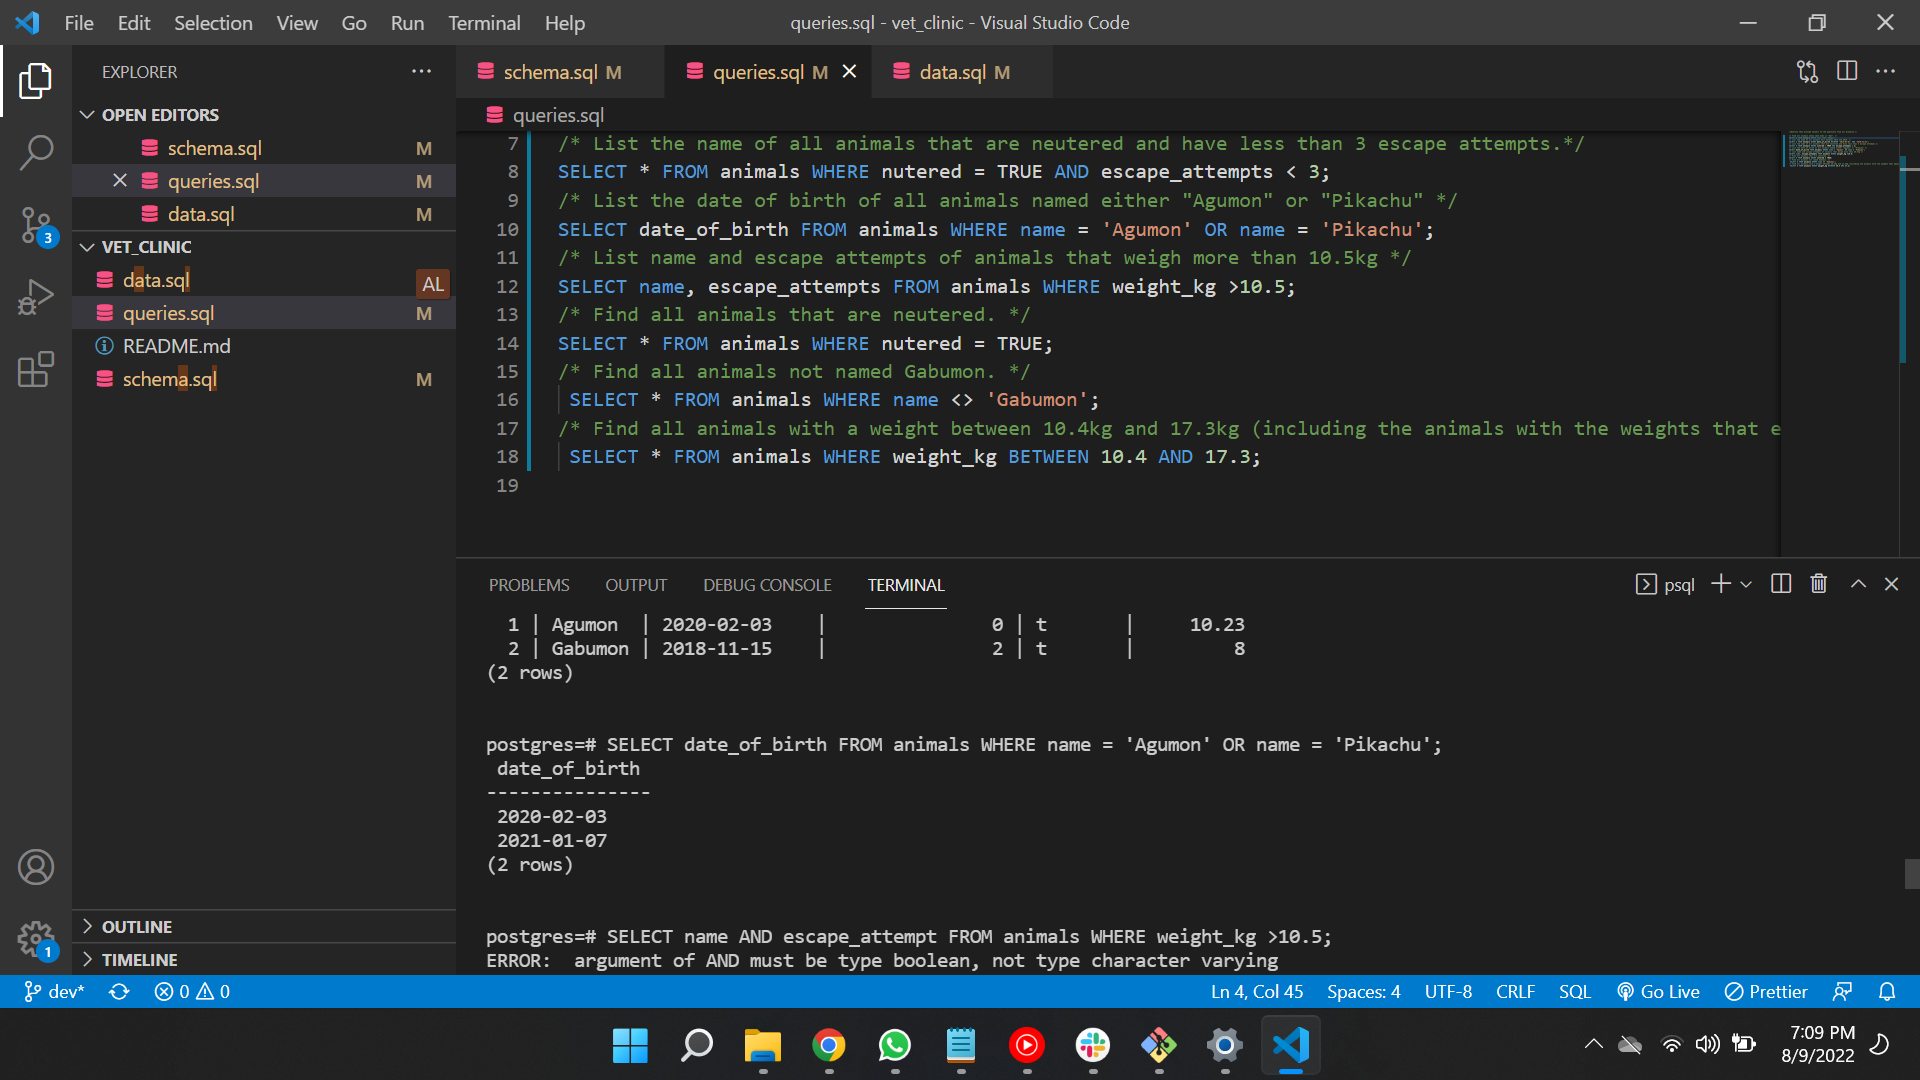 File Edit Selection View Go Run Terminal Help
queries.sql - vet_clinic - Visual Studio Code
EXPLORER
OPEN EDITORS
schema.sql M
queries.sql M
data.sql M
VET_CLINIC
data.sql AL
queries.sql M
README.md
schema.sql M
OUTLINE
TIMELINE
3
1
schema.sql M queries.sql M data.sql M
queries.sql
7 /* List the name of all animals that are neutered and have less than 3 escape attempts.*/
8 SELECT * FROM animals WHERE nutered = TRUE AND escape_attempts < 3;
9 /* List the date of birth of all animals named either "Agumon" or "Pikachu" */
10 SELECT date_of_birth FROM animals WHERE name = 'Agumon' OR name = 'Pikachu';
11 /* List name and escape attempts of animals that weigh more than 10.5kg */
12 SELECT name, escape_attempts FROM animals WHERE weight_kg >10.5;
13 /* Find all animals that are neutered. */
14 SELECT * FROM animals WHERE nutered = TRUE;
15 /* Find all animals not named Gabumon. */
16 SELECT * FROM animals WHERE name <> 'Gabumon';
17 /* Find all animals with a weight between 10.4kg and 17.3kg (including the animals with the weights that e
18 SELECT * FROM animals WHERE weight_kg BETWEEN 10.4 AND 17.3;
19
PROBLEMS OUTPUT DEBUG CONSOLE TERMINAL
psql
1 | Agumon | 2020-02-03 | 0 | t | 10.23
2 | Gabumon | 2018-11-15 | 2 | t | 8
(2 rows)
postgres=# SELECT date_of_birth FROM animals WHERE name = 'Agumon' OR name = 'Pikachu';
date_of_birth
---------------
2020-02-03
2021-01-07
(2 rows)
postgres=# SELECT name AND escape_attempt FROM animals WHERE weight_kg >10.5;
ERROR: argument of AND must be type boolean, not type character varying
dev* 0 0 Ln 4, Col 45 Spaces: 4 UTF-8 CRLF SQL Go Live Prettier
7:09 PM
8/9/2022